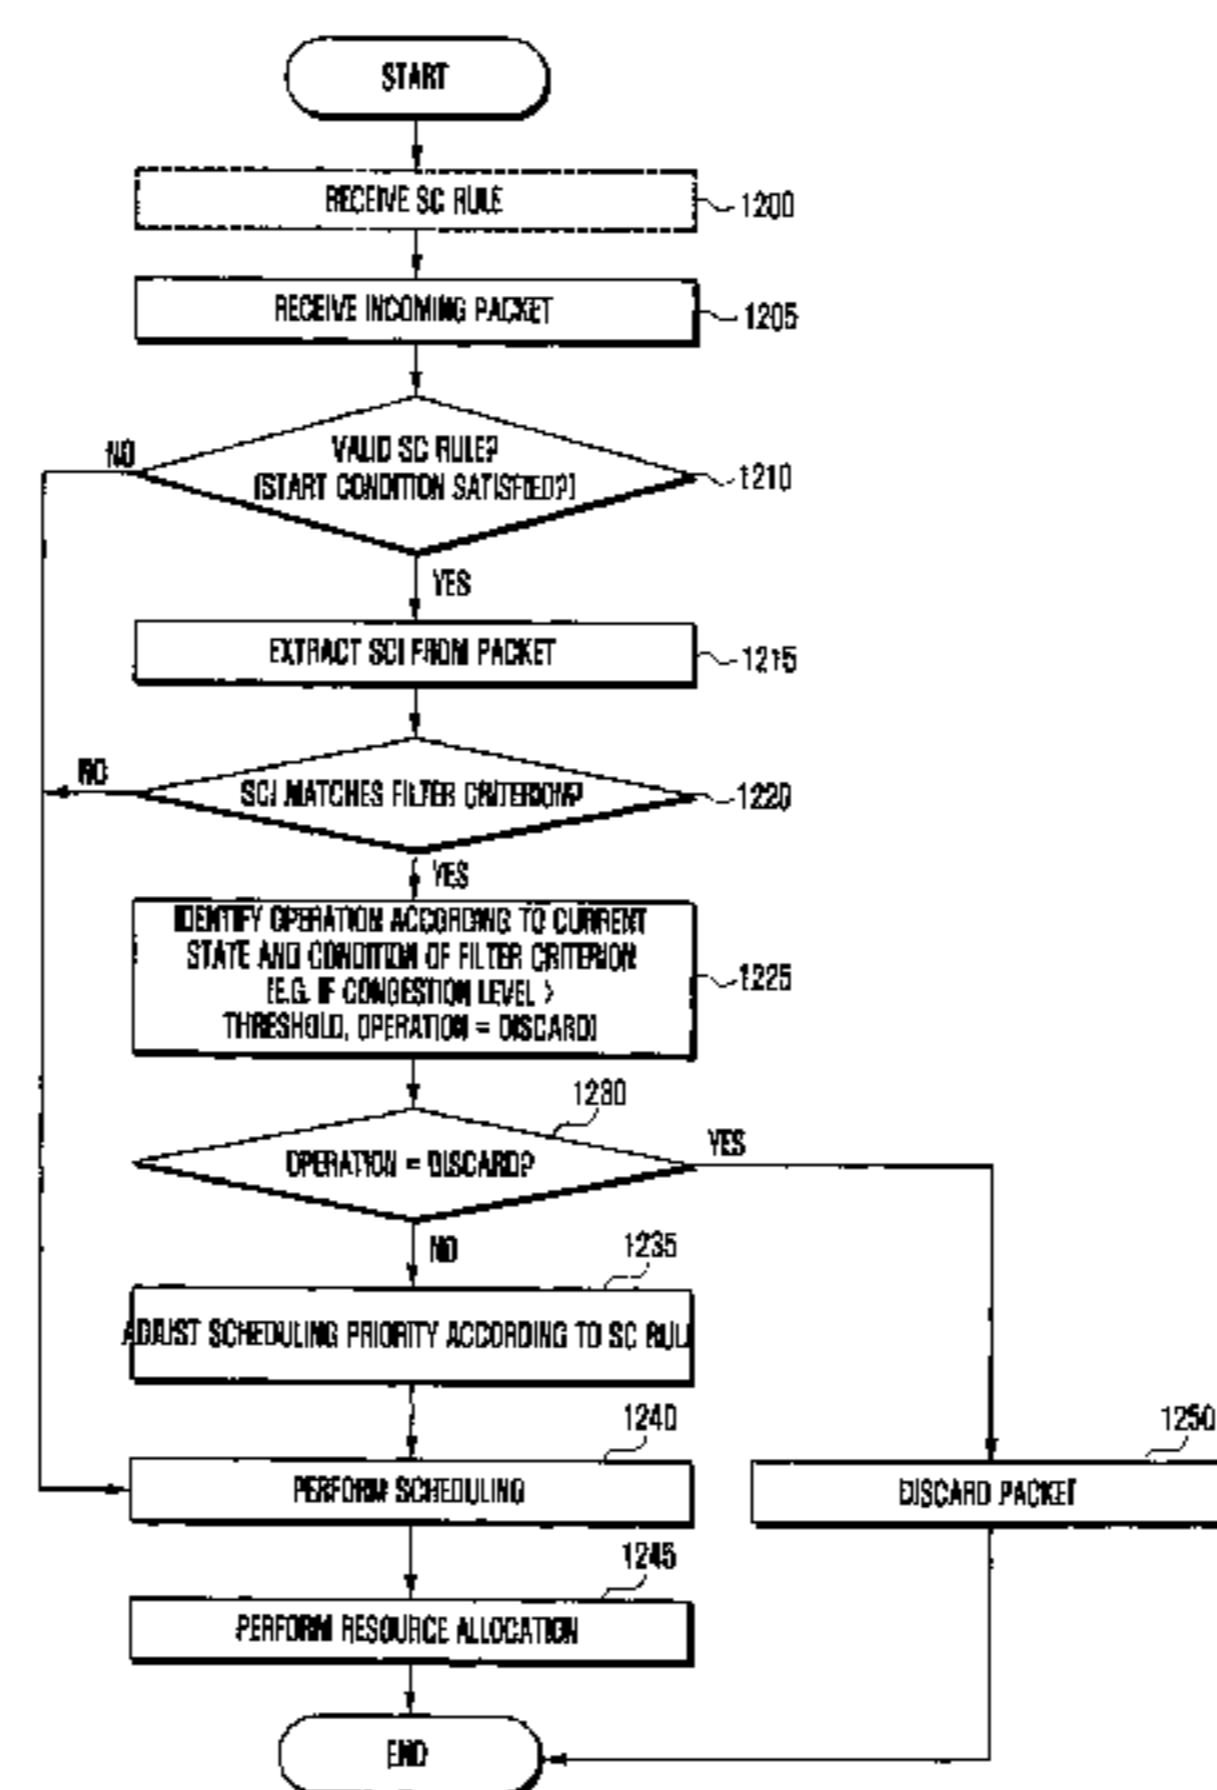 START
RECEIVE SC RULE
1200
RECEIVE INCOMING PACKET
1205
VALID SC RULE?
(START CONDITION SATISFIED?)
1210
NO
YES
EXTRACT SCI FROM PACKET
1215
SCI MATCHES FILTER CRITERION?
1220
NO
YES
IDENTIFY OPERATION ACCORDING TO CURRENT
STATE AND CONDITION OF FILTER CRITERION
(E.G. IF CONGESTION LEVEL >
THRESHOLD, OPERATION = DISCARD)
1225
1230
OPERATION = DISCARD?
YES
NO
1235
ADJUST SCHEDULING PRIORITY ACCORDING TO SC RUL
1240
PERFORM SCHEDULING
1250
DISCARD PACKET
1245
PERFORM RESOURCE ALLOCATION
END